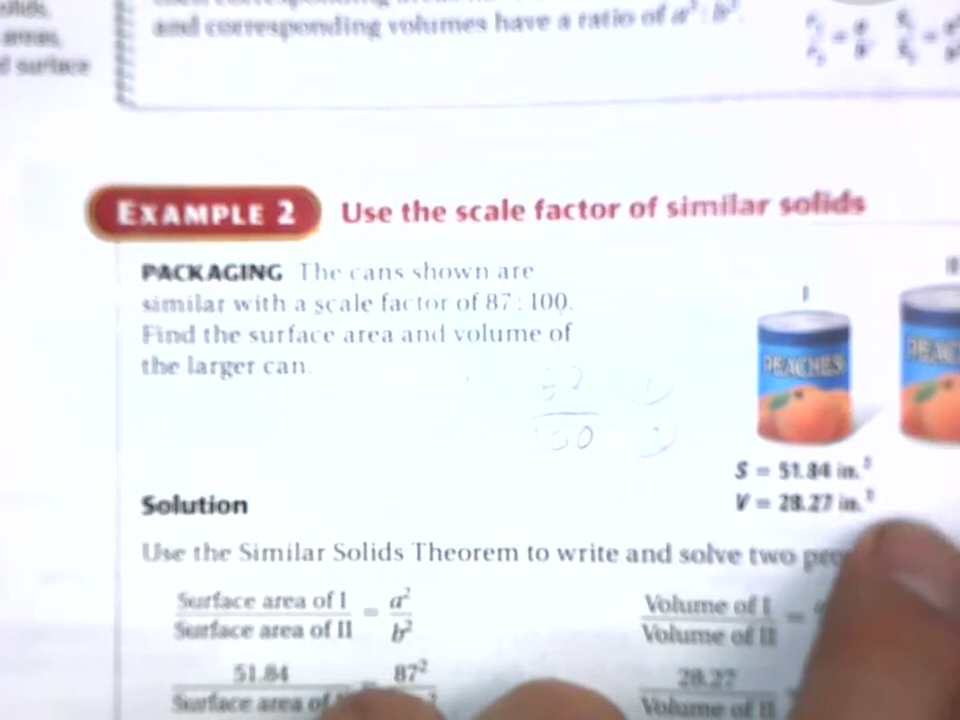 and corresponding volumes have a ratio of a³ : b³.
surface
EXAMPLE 2 Use the scale factor of similar solids
PACKAGING The cans shown are
similar with a scale factor of 87 : 100.
Find the surface area and volume of
the larger can.
I
II
PEACHES
S = 51.84 in.²
V = 28.27 in.³
Solution
Use the Similar Solids Theorem to write and solve two
Surface area of I / Surface area of II = a² / b²
Volume of I / Volume of II =
51.84 / Surface area of = 87²
28.27 / Volume of II